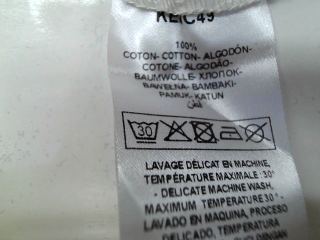 KEIC49
100%
COTON- COTTON- ALGODÓN-
COTONE- ALGODÃO-
BAUMWOLLE- ХЛОПОК-
BAWEŁNA- BAMBAKI-
PAMUK- KATUN
قطن
30
LAVAGE DÉLICAT EN MACHINE,
TEMPÉRATURE MAXIMALE : 30°
- DELICATE MACHINE WASH,
MAXIMUM TEMPERATURE 30° -
LAVADO EN MAQUINA, PROCESO
DELICADO, TEMPERATURA